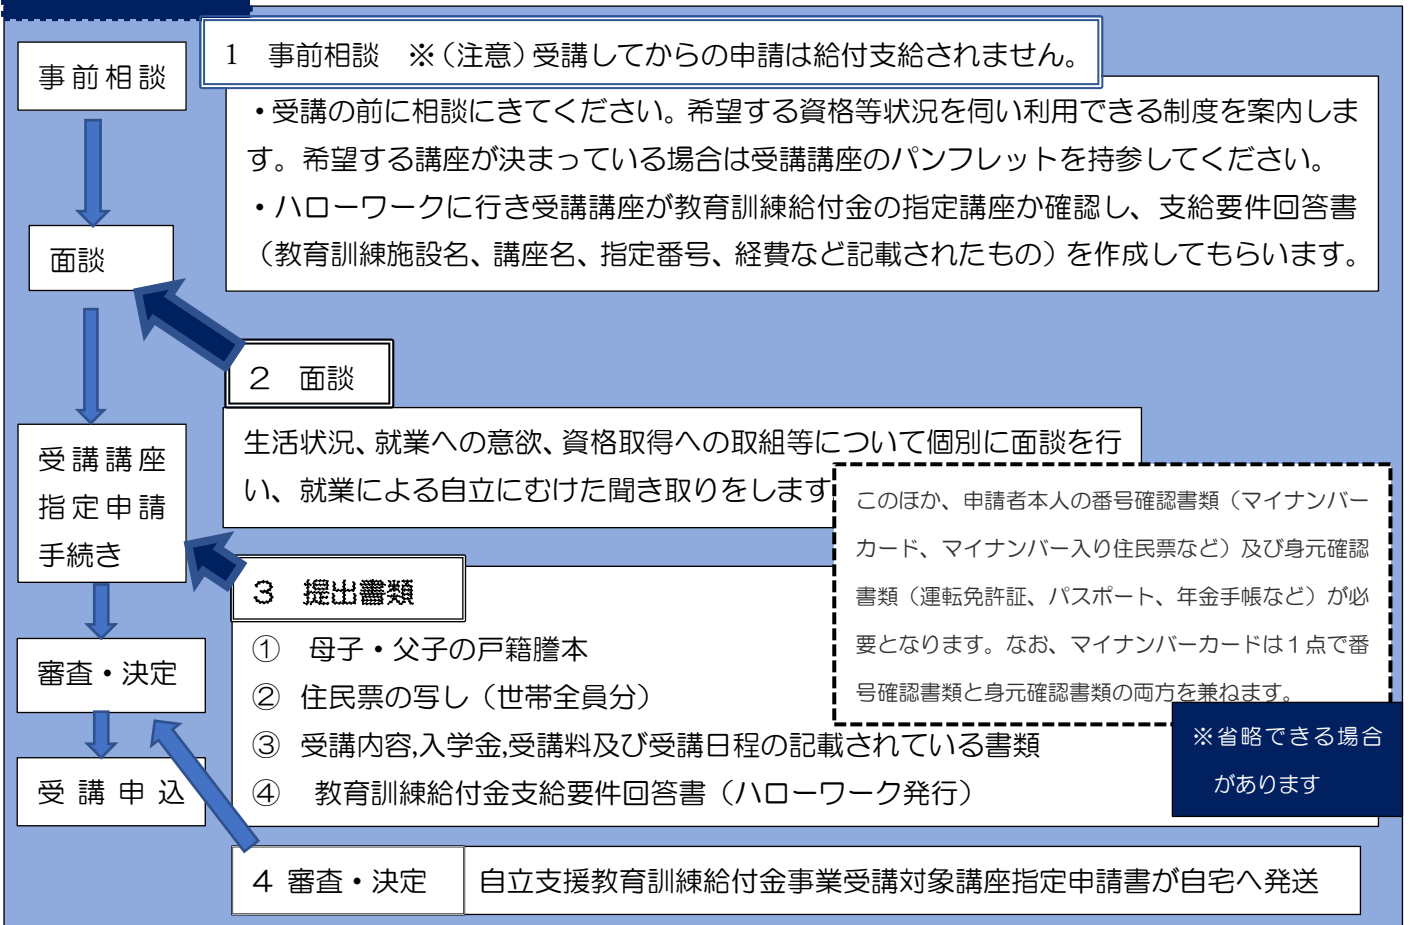 事前相談
1 事前相談 ※（注意）受講してからの申請は給付支給されません。
・受講の前に相談にきてください。希望する資格等状況を伺い利用できる制度を案内しま
す。希望する講座が決まっている場合は受講講座のパンフレットを持参してください。
・ハローワークに行き受講講座が教育訓練給付金の指定講座か確認し、支給要件回答書
（教育訓練施設名、講座名、指定番号、経費など記載されたもの）を作成してもらいます。
面談
２ 面談
生活状況、就業への意欲、資格取得への取組等について個別に面談を行
い、就業による自立にむけた聞き取りをします
受講講座
指定申請
手続き
このほか、申請者本人の番号確認書類（マイナンバー
カード、マイナンバー入り住民票など）及び身元確認
書類（運転免許証、パスポート、年金手帳など）が必
要となります。なお、マイナンバーカードは１点で番
号確認書類と身元確認書類の両方を兼ねます。
３ 提出書類
① 母子・父子の戸籍謄本
② 住民票の写し（世帯全員分）
③ 受講内容,入学金,受講料及び受講日程の記載されている書類
④ 教育訓練給付金支給要件回答書（ハローワーク発行）
※省略できる場合
があります
審査・決定
受講申込
４ 審査・決定 自立支援教育訓練給付金事業受講対象講座指定申請書が自宅へ発送